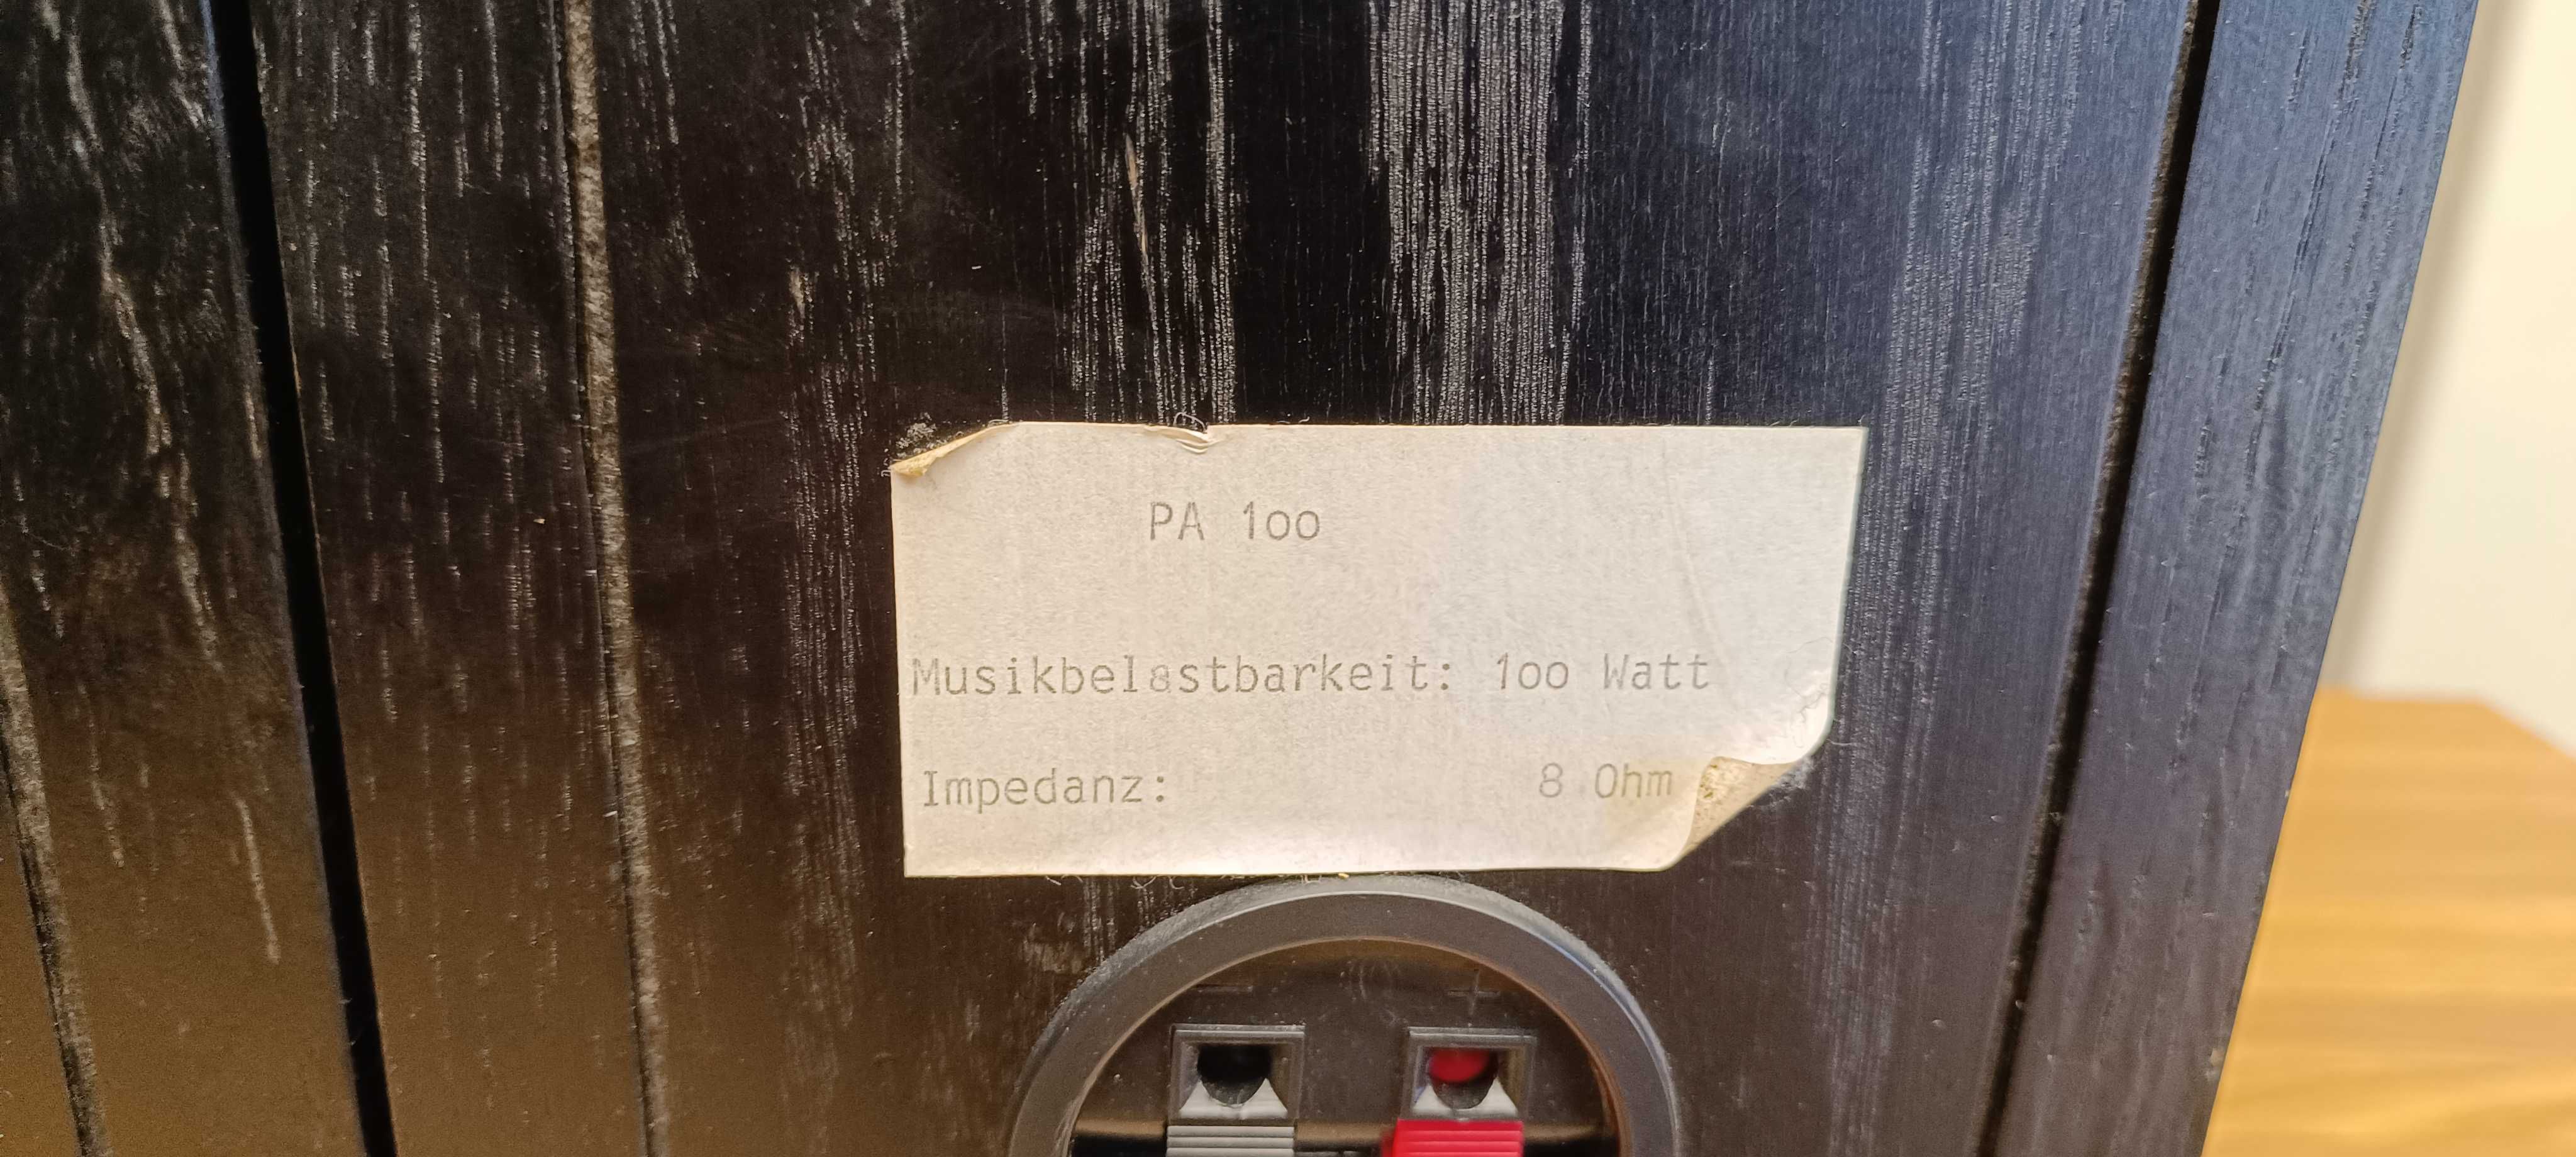 PA 1oo
Musikbelastbarkeit: 1oo Watt
Impedanz: 8 Ohm
- +